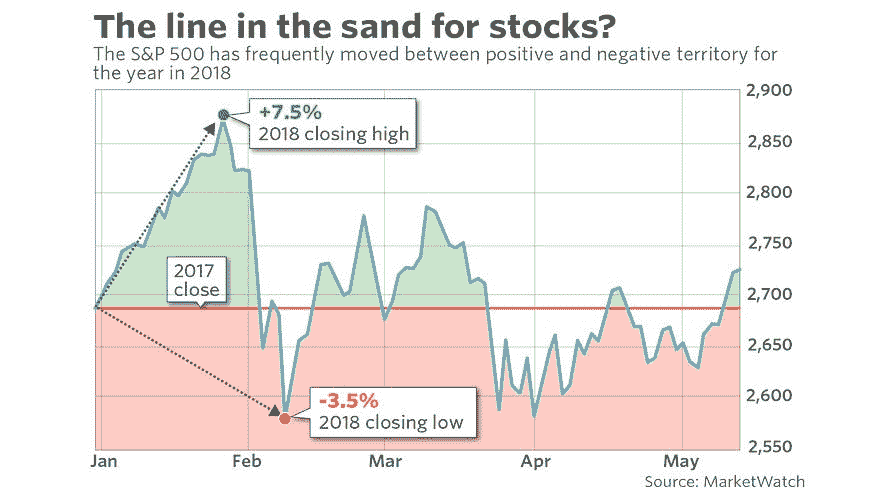 The line in the sand for stocks?
The S&P 500 has frequently moved between positive and negative territory for
the year in 2018
2,900
+7.5%
2018 closing high
2,850
2,800
2,750
2017
close
2,700
2,650
2,600
-3.5%
2018 closing low
2,550
Jan
Feb
Mar
Apr
May
Source: MarketWatch